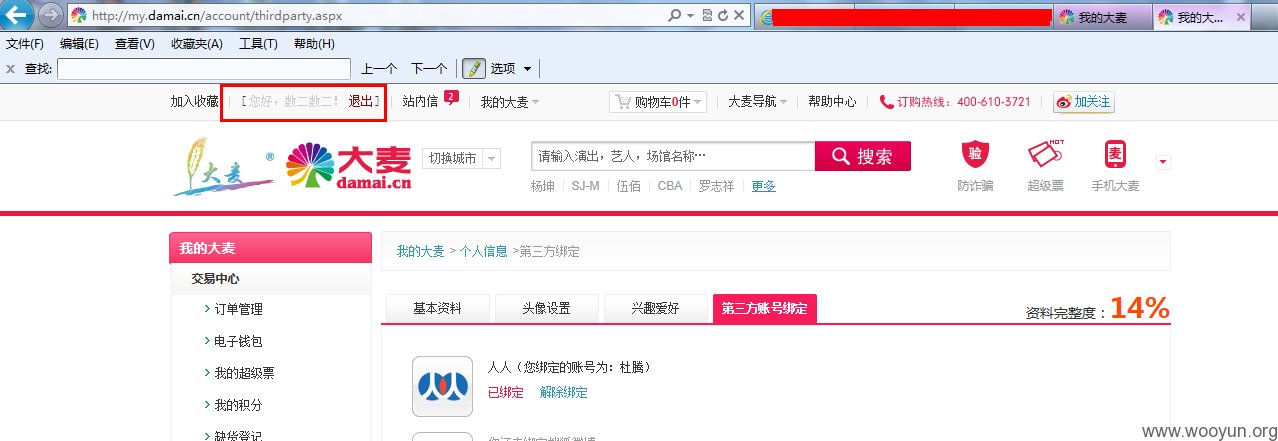 http://my.damai.cn/account/thirdparty.aspx
我的大麦
我的大...
文件(F) 编辑(E) 查看(V) 收藏夹(A) 工具(T) 帮助(H)
查找: 上一个 下一个 选项
加入收藏 [ 您好，数二数二! 退出] 站内信 2 我的大麦 购物车0件 大麦导航 帮助中心 订购热线：400-610-3721 加关注
大麦 ® 大麦 damai.cn 切换城市 请输入演出，艺人，场馆名称… 搜索
杨坤 SJ-M 伍佰 CBA 罗志祥 更多
麦 HOT 麦
防诈骗 超级票 手机大麦
我的大麦
我的大麦 > 个人信息 >第三方绑定
交易中心
订单管理
电子钱包
我的超级票
我的积分
缺货登记
基本资料 头像设置 兴趣爱好 第三方账号绑定 资料完整度：14%
人人（您绑定的账号为：杜腾）
已绑定 解除绑定
www.wooyun.org